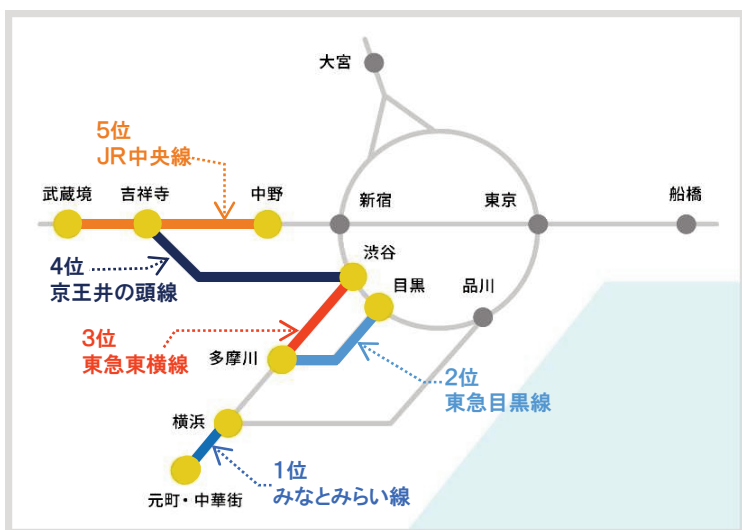 大宮
5位
JR中央線
武蔵境
吉祥寺
中野
新宿
東京
船橋
4位
京王井の頭線
渋谷
目黒
品川
3位
東急東横線
多摩川
2位
東急目黒線
横浜
1位
みなとみらい線
元町・中華街